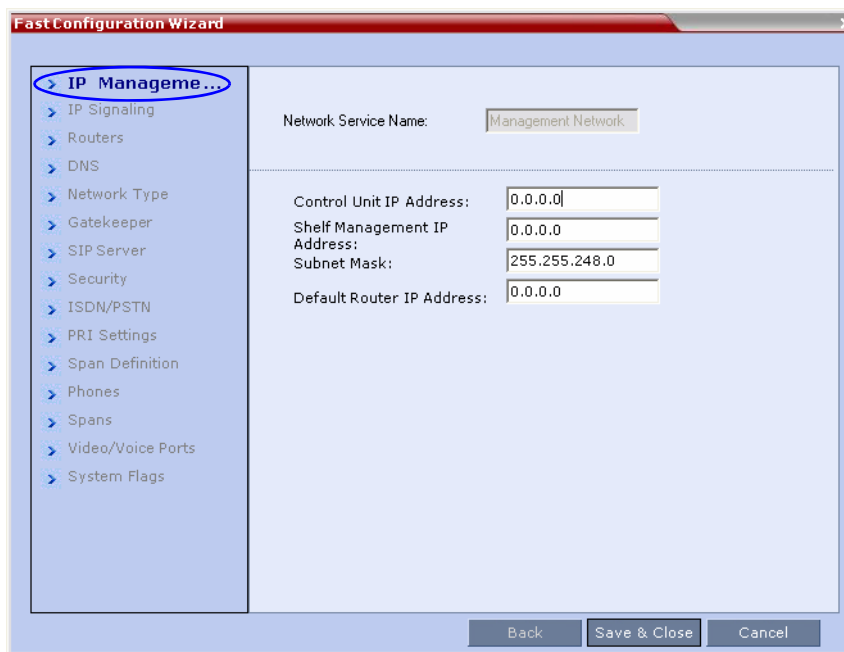 Fast Configuration Wizard
IP Manageme...
IP Signaling
Routers
DNS
Network Type
Gatekeeper
SIP Server
Security
ISDN/PSTN
PRI Settings
Span Definition
Phones
Spans
Video/Voice Ports
System Flags
Network Service Name: Management Network
Control Unit IP Address: 0.0.0.0
Shelf Management IP
Address: 0.0.0.0
Subnet Mask: 255.255.248.0
Default Router IP Address: 0.0.0.0
Back Save & Close Cancel